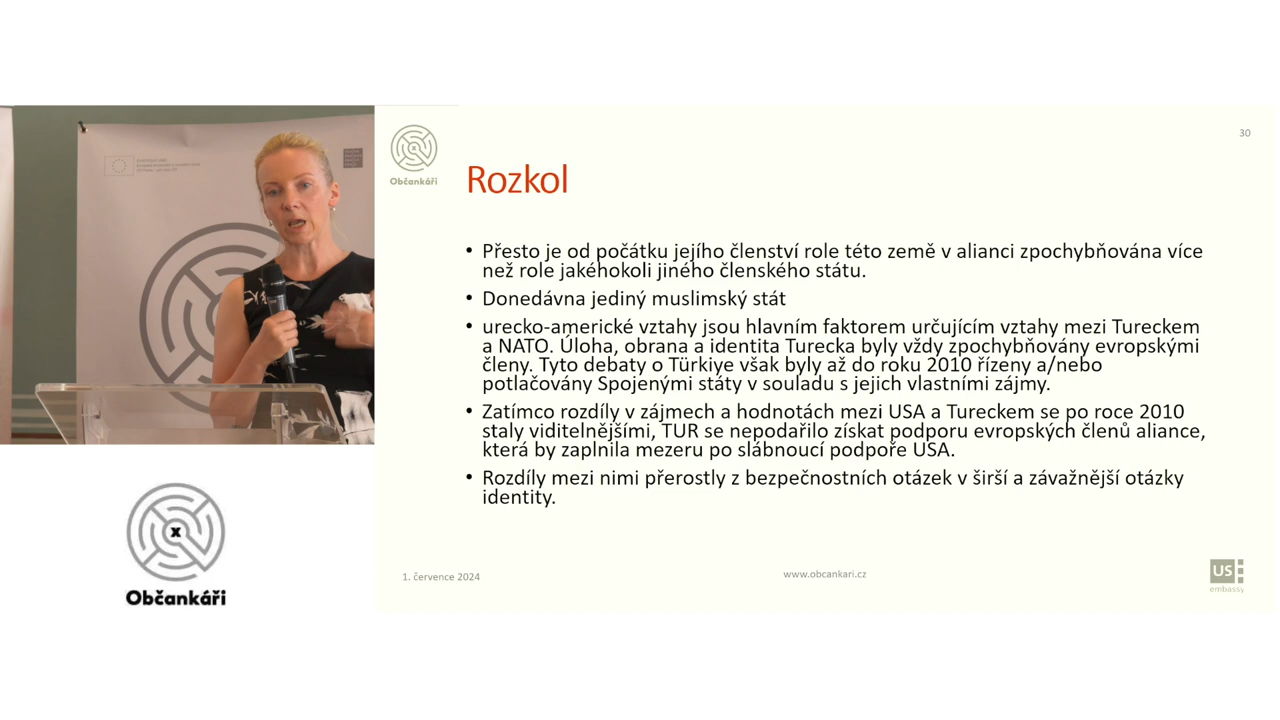 Občankáři
30
Rozkol
• Přesto je od počátku jejího členství role této země v alianci zpochybňována více
než role jakéhokoli jiného členského státu.
• Donedávna jediný muslimský stát
• urecko-americké vztahy jsou hlavním faktorem určujícím vztahy mezi Tureckem
a NATO. Úloha, obrana a identita Turecka byly vždy zpochybňovány evropskými
členy. Tyto debaty o Türkiye však byly až do roku 2010 řízeny a/nebo
potlačovány Spojenými státy v souladu s jejich vlastními zájmy.
• Zatímco rozdíly v zájmech a hodnotách mezi USA a Tureckem se po roce 2010
staly viditelnějšími, TUR se nepodařilo získat podporu evropských členů aliance,
která by zaplnila mezeru po slábnoucí podpoře USA.
• Rozdíly mezi nimi přerostly z bezpečnostních otázek v širší a závažnější otázky
identity.
1. července 2024
www.obcankari.cz
US
embassy
x
Občankáři